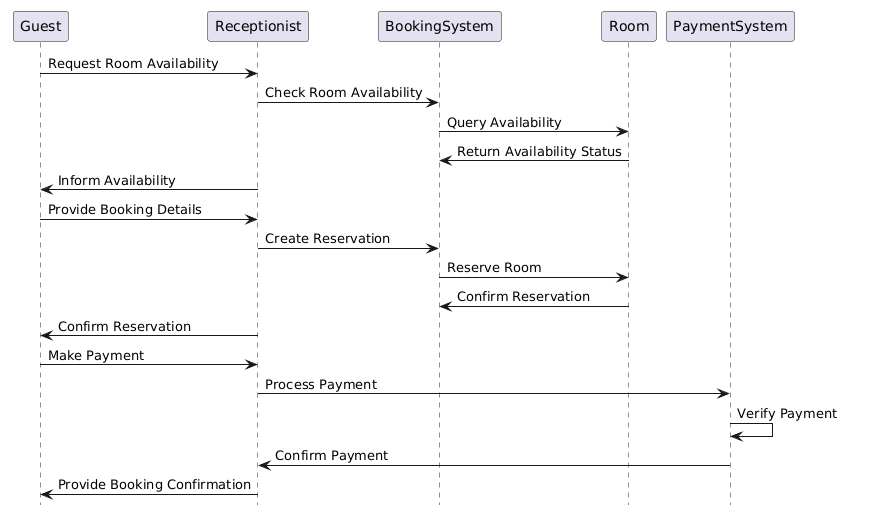 Guest Receptionist BookingSystem Room PaymentSystem
Request Room Availability
Check Room Availability
Query Availability
Return Availability Status
Inform Availability
Provide Booking Details
Create Reservation
Reserve Room
Confirm Reservation
Confirm Reservation
Make Payment
Process Payment
Verify Payment
Confirm Payment
Provide Booking Confirmation